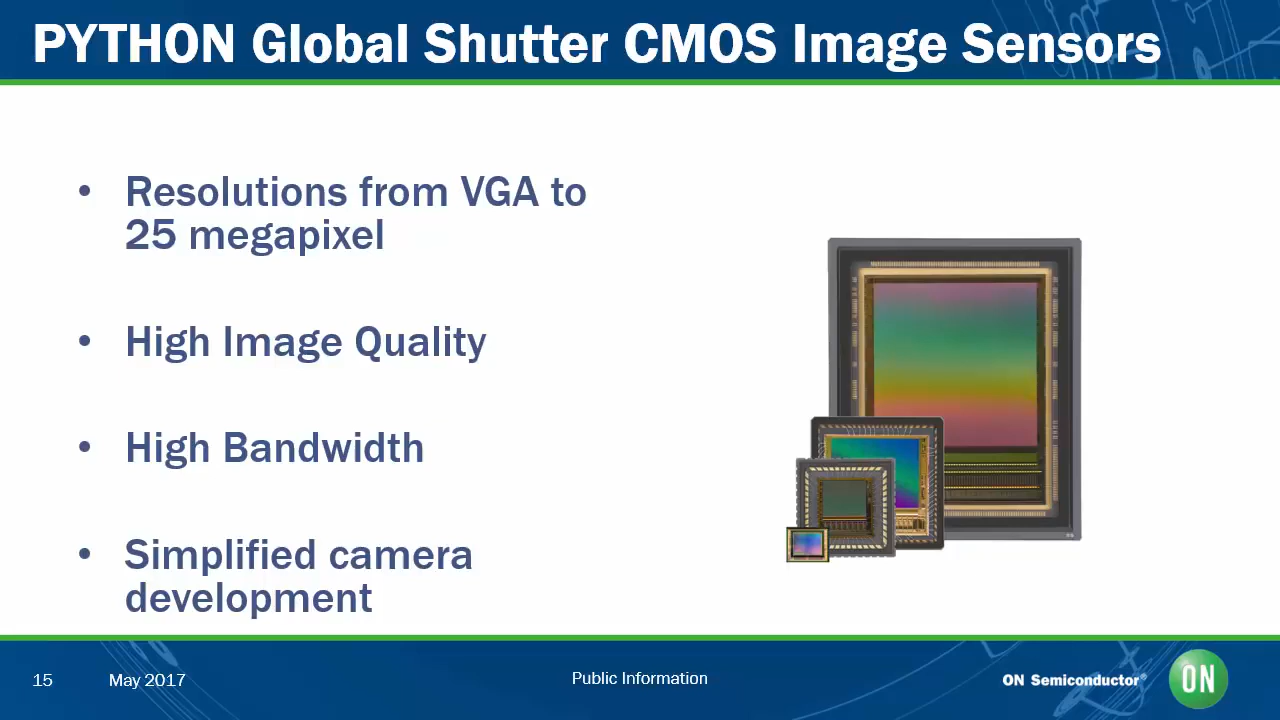 PYTHON Global Shutter CMOS Image Sensors
• Resolutions from VGA to
25 megapixel
• High Image Quality
• High Bandwidth
• Simplified camera
development
15 May 2017 Public Information ON Semiconductor® ON